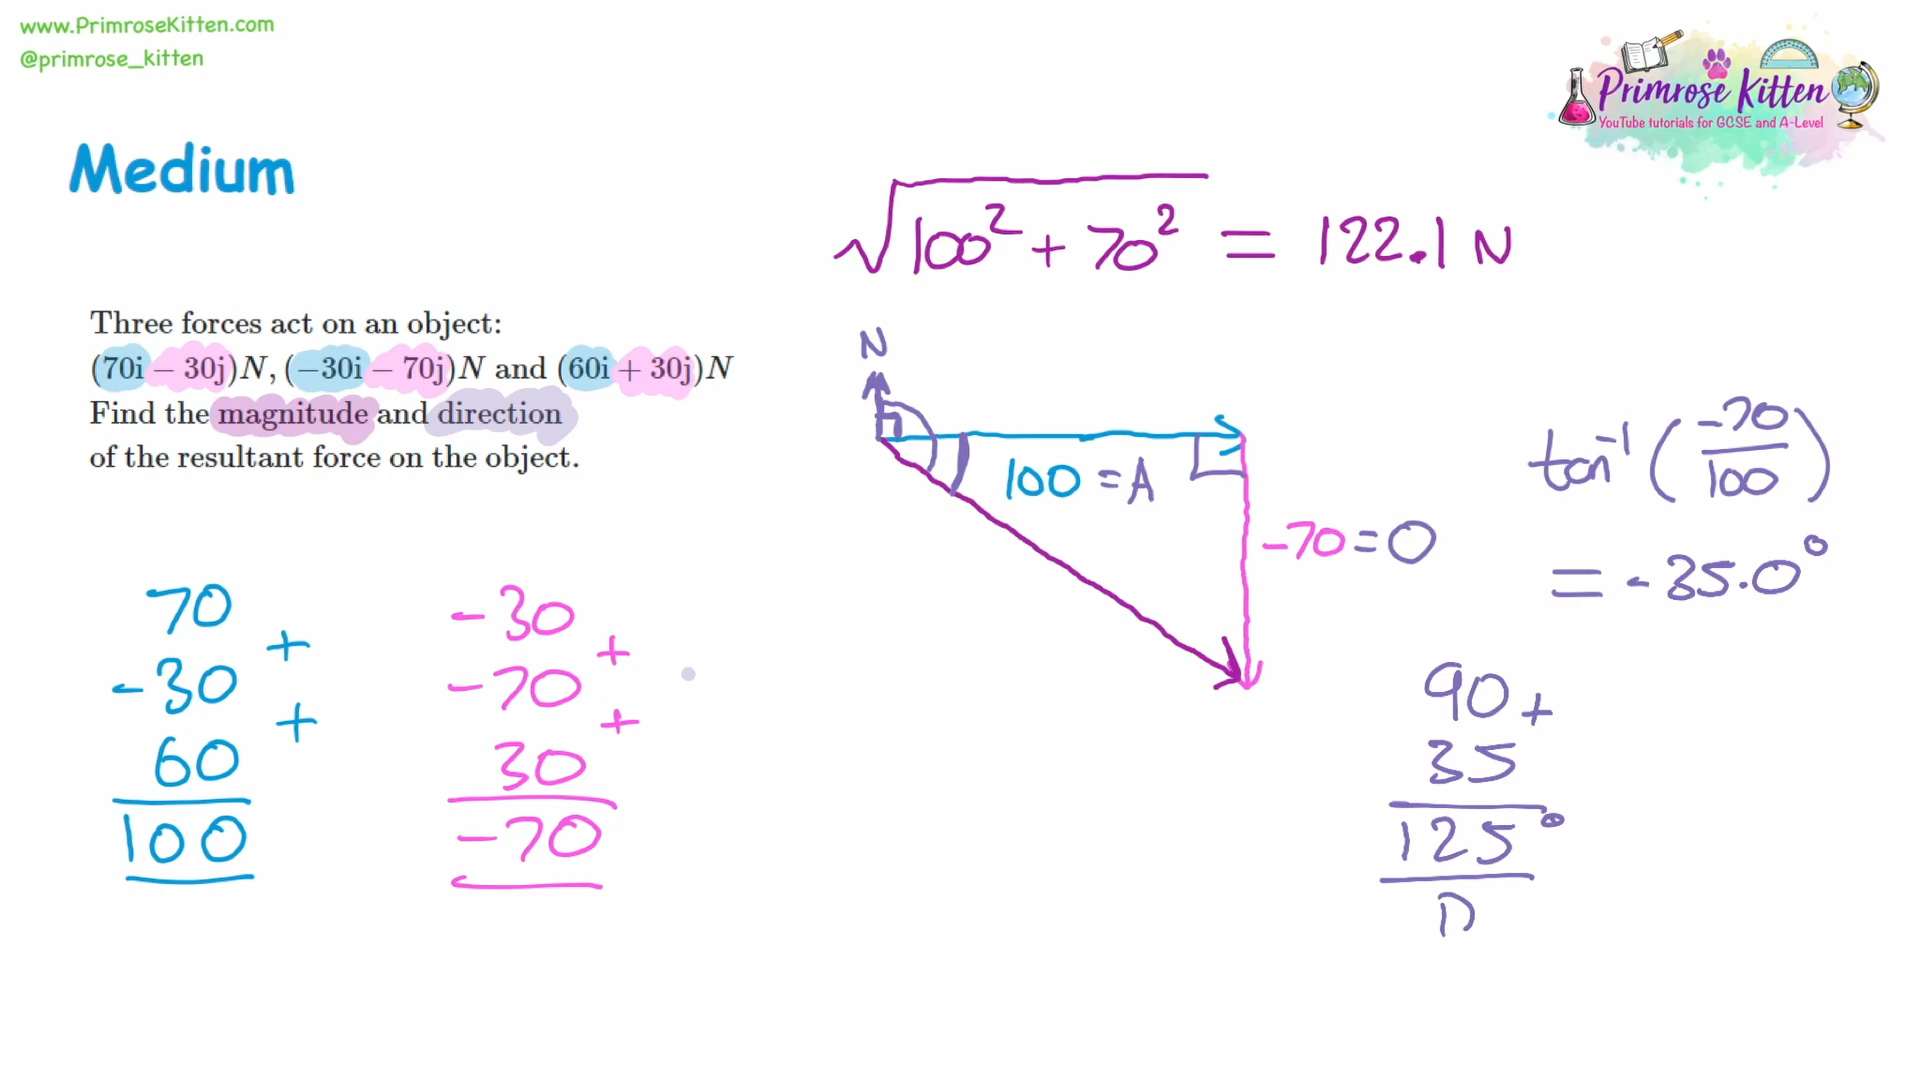 www.PrimroseKitten.com
@primrose_kitten
Primrose Kitten
YouTube tutorials for GCSE and A-Level
Medium
√100² + 70² = 122.1 N
Three forces act on an object:
(70i − 30j)N, (−30i − 70j)N and (60i + 30j)N
Find the magnitude and direction
of the resultant force on the object.
N
100 = A
-70 = O
tan⁻¹ (-70/100)
= -35.0°
70 +
-30 +
60
100
-30 +
-70 +
30
-70
90 +
35
125°